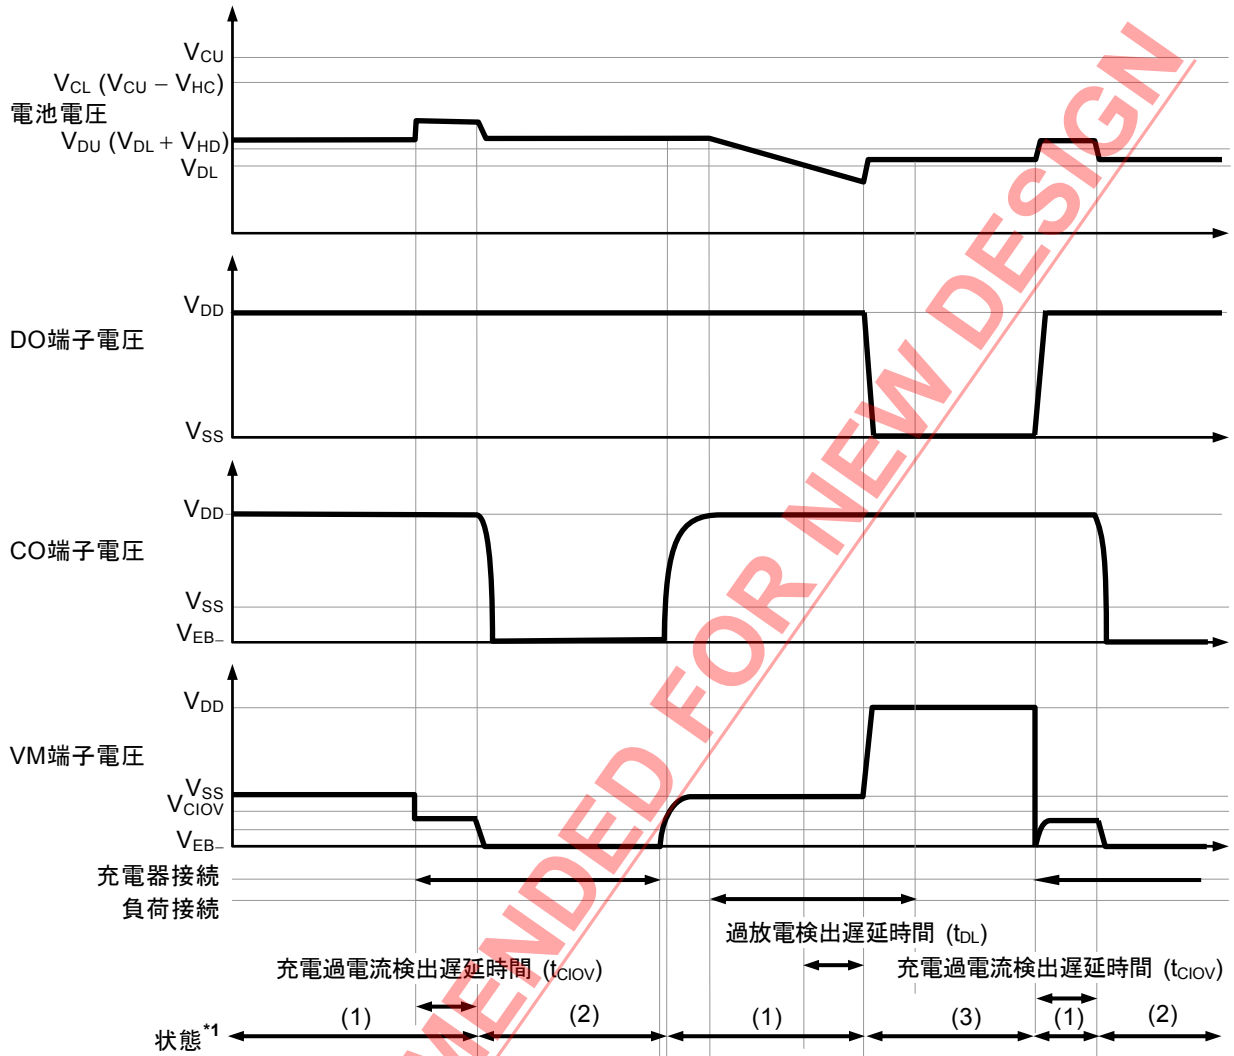 VCU
VCL (VCU − VHC)
電池電圧
VDU (VDL + VHD)
VDL
VDD
DO端子電圧
VSS
VDD
CO端子電圧
VSS
VEB−
VDD
VM端子電圧
VSS
VCIOV
VEB−
充電器接続
負荷接続
過放電検出遅延時間 (tDL)
充電過電流検出遅延時間 (tCIOV)
充電過電流検出遅延時間 (tCIOV)
状態*1
(1)
(2)
(1)
(3)
(1)
(2)
MENDED FOR NEW DESIGN